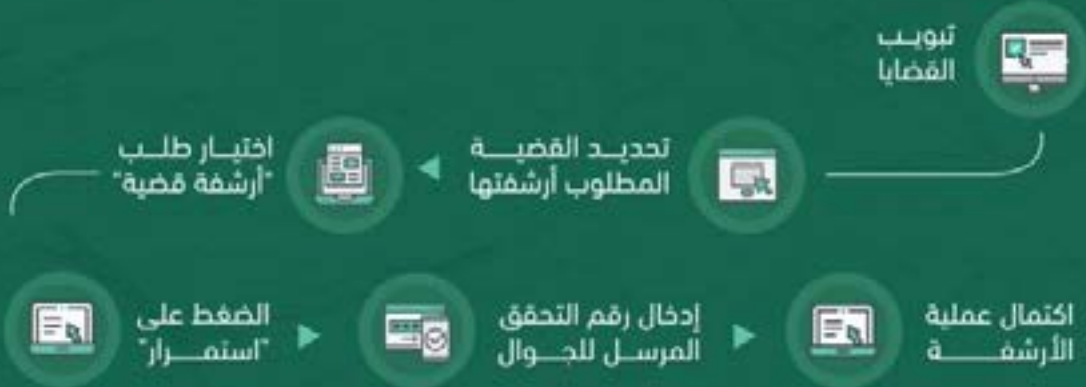 تبويب
القضايا
تحديد القضية
المطلوب أرشفتها
اختيار طلب
"أرشفة قضية"
الضغط على
"استمرار"
إدخال رقم التحقق
المرسل للجوال
اكتمال عملية
الأرشفة